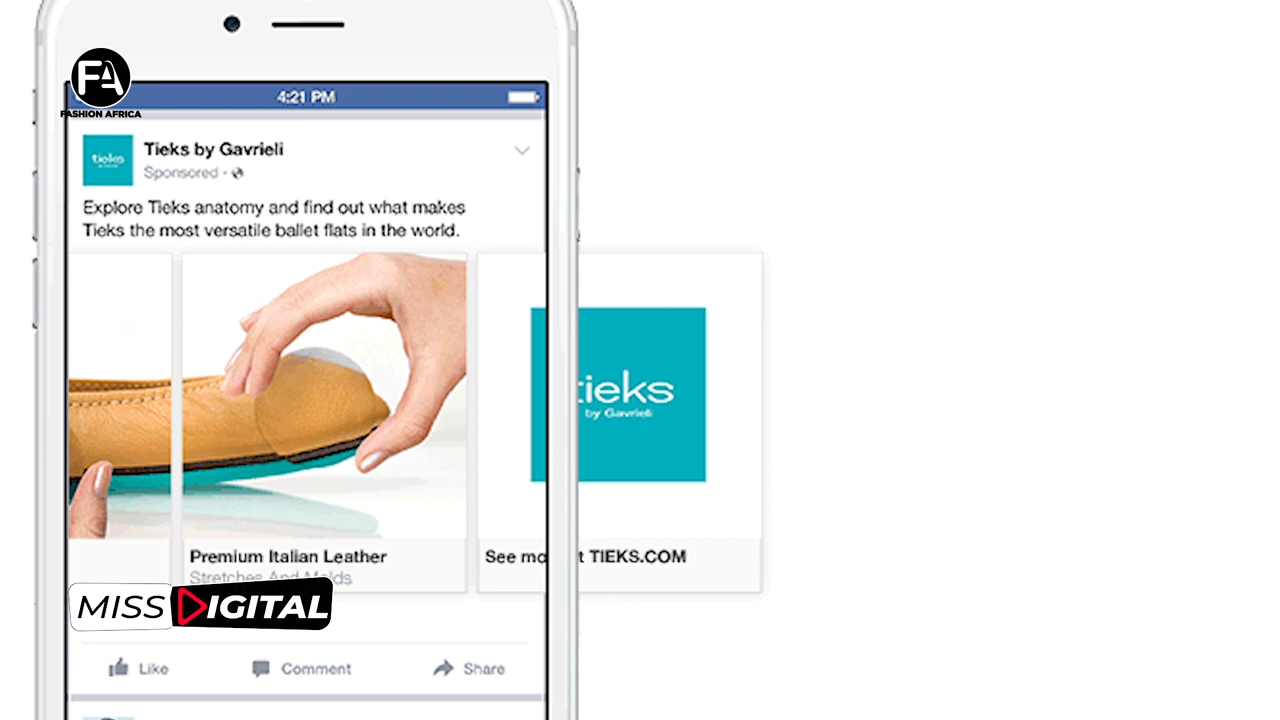 FA
FASHION AFRICA
4:21 PM
tieks
Tieks by Gavrieli
Sponsored ·
Explore Tieks anatomy and find out what makes
Tieks the most versatile ballet flats in the world.
tieks
by Gavrieli
Premium Italian Leather
Stretches And Molds
See mo t TIEKS.COM
MISS DIGITAL
Like
Comment
Share